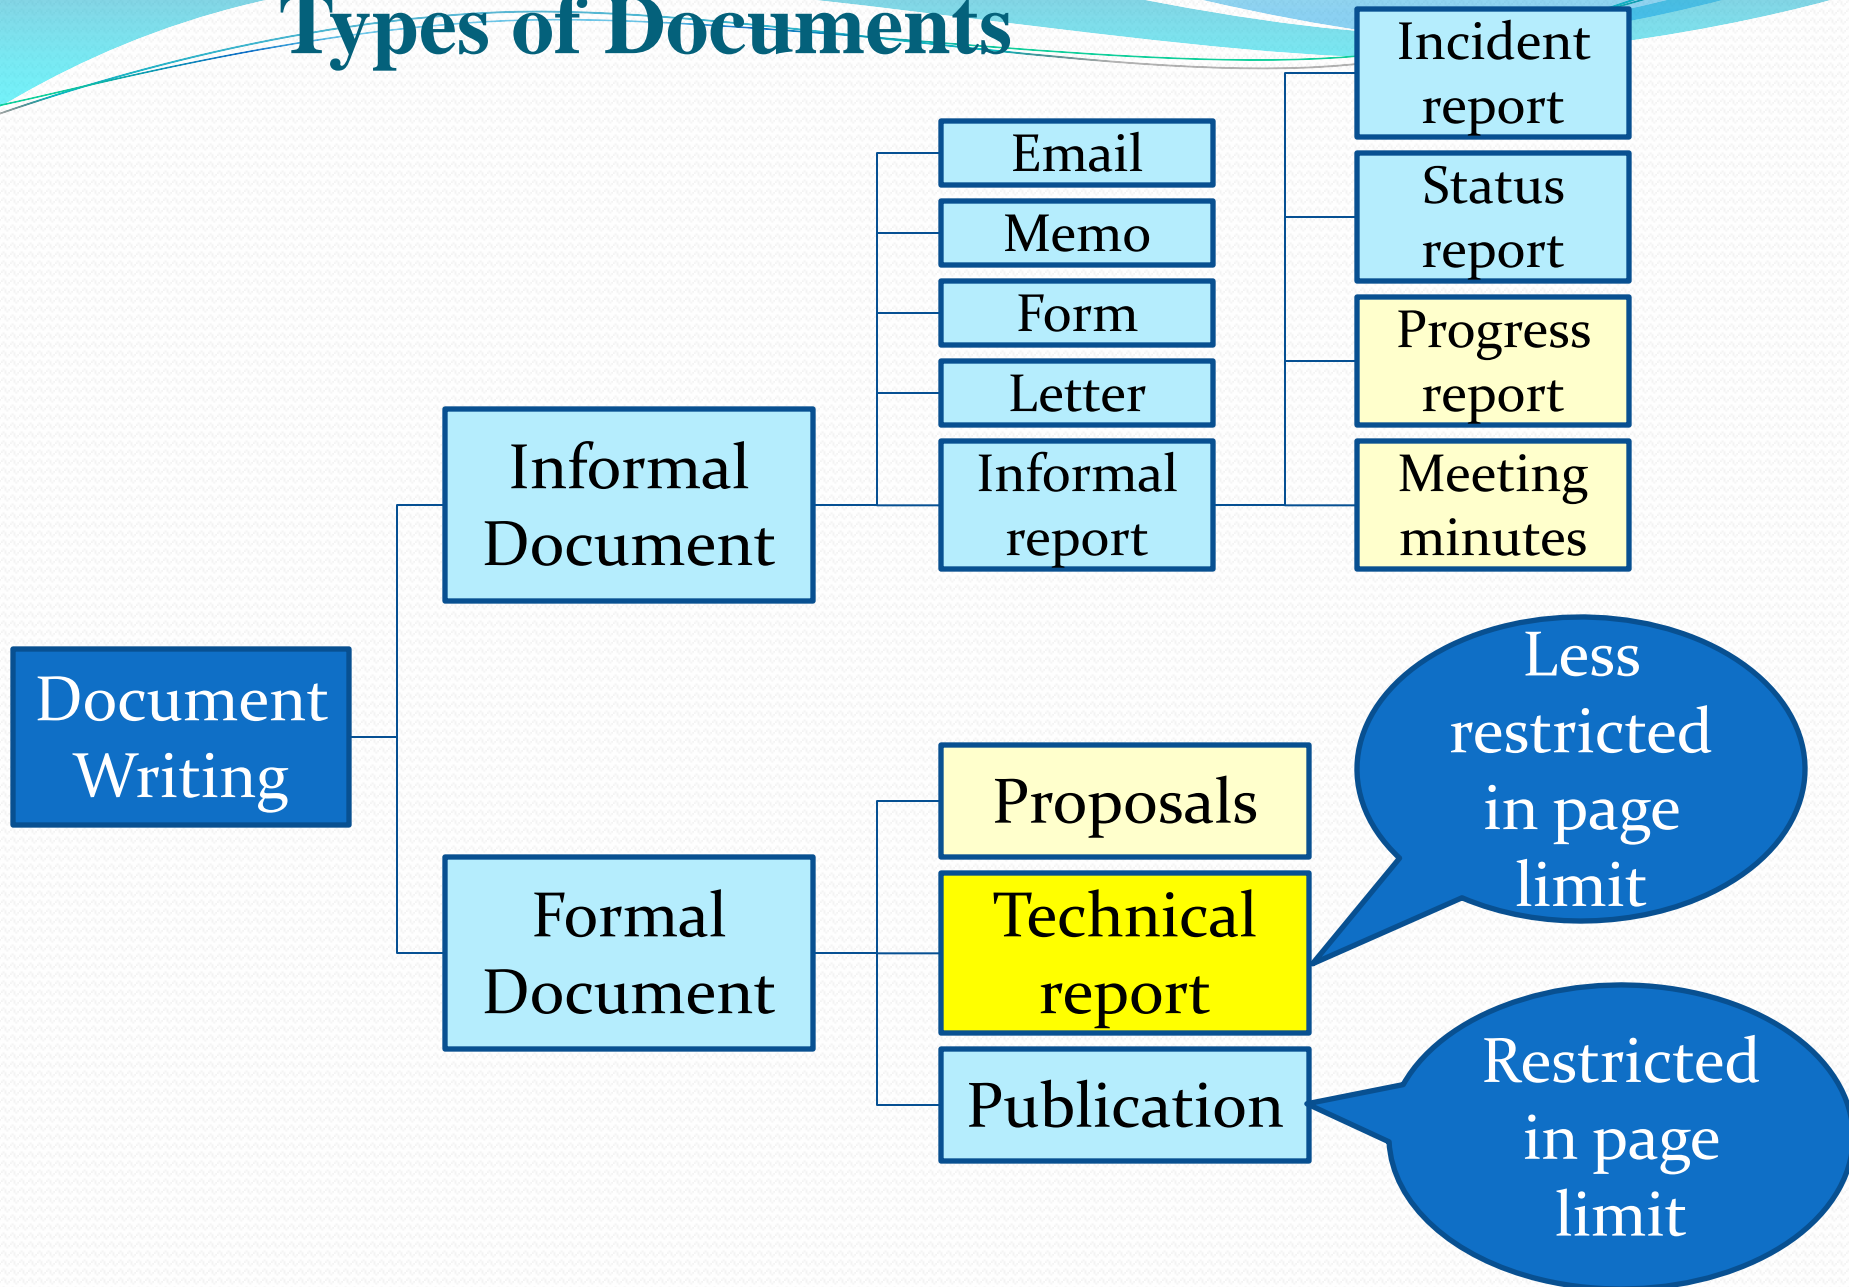 Types of Documents
Incident
report
Email
Status
report
Memo
Form
Progress
report
Letter
Informal
Document
Informal
report
Meeting
minutes
Document
Writing
Less
restricted
in page
limit
Proposals
Formal
Document
Technical
report
Publication
Restricted
in page
limit